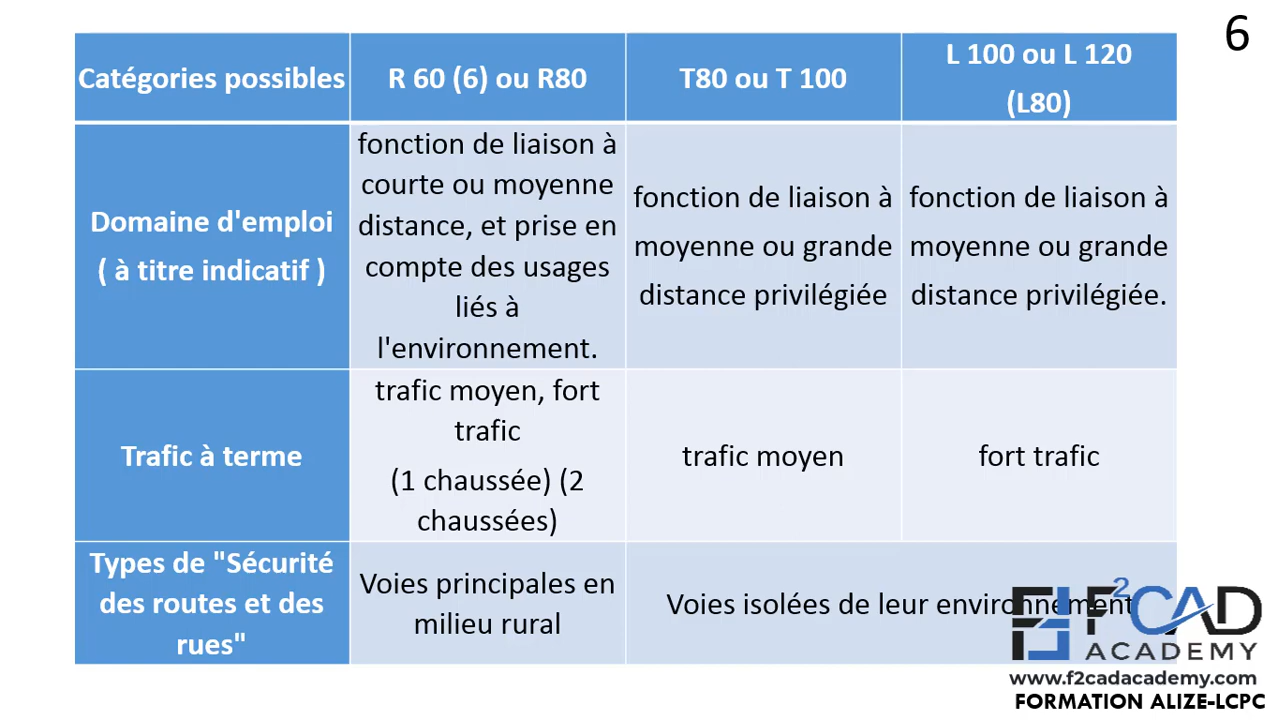 6
Catégories possibles
R 60 (6) ou R80
T80 ou T 100
L 100 ou L 120
(L80)
Domaine d'emploi
( à titre indicatif )
fonction de liaison à
courte ou moyenne
distance, et prise en
compte des usages
liés à
l'environnement.
fonction de liaison à
moyenne ou grande
distance privilégiée
fonction de liaison à
moyenne ou grande
distance privilégiée.
Trafic à terme
trafic moyen, fort
trafic
(1 chaussée) (2
chaussées)
trafic moyen
fort trafic
Types de "Sécurité
des routes et des
rues"
Voies principales en
milieu rural
Voies isolées de leur environnement
F²CAD
ACADEMY
www.f2cadacademy.com
FORMATION ALIZE-LCPC